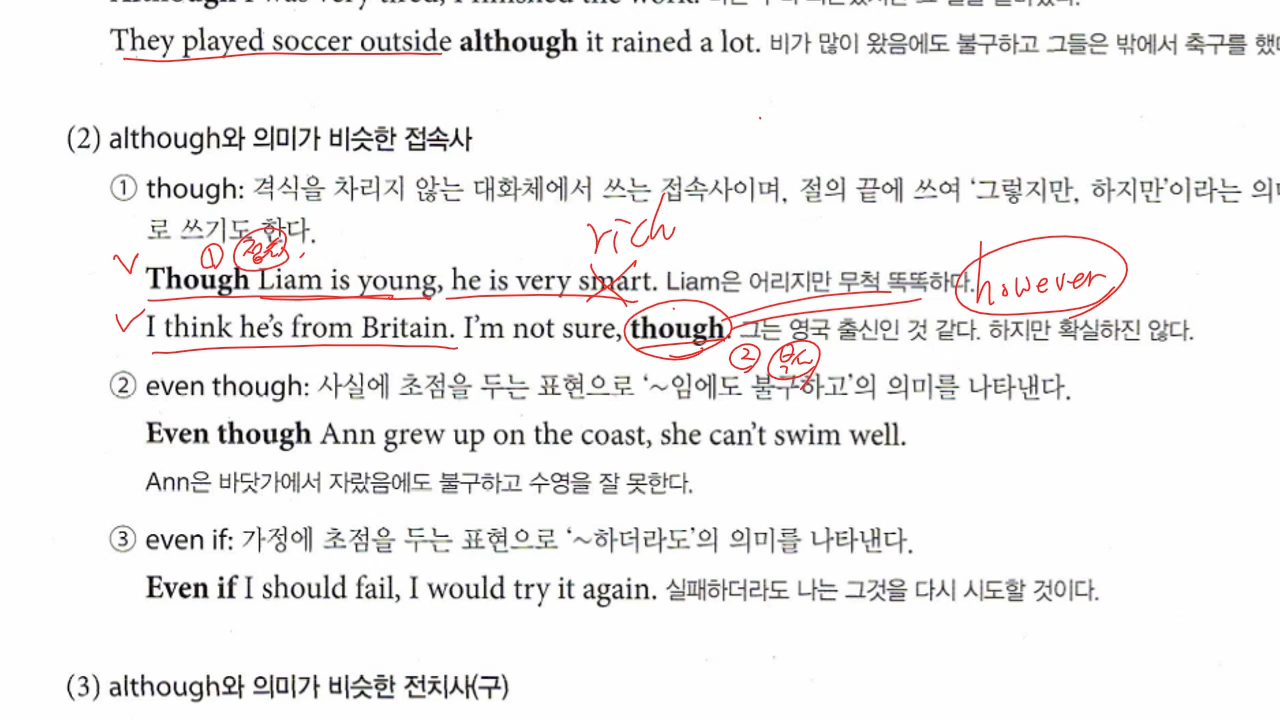 They played soccer outside although it rained a lot. 비가 많이 왔음에도 불구하고 그들은 밖에서 축구를 했
(2) although와 의미가 비슷한 접속사
① though: 격식을 차리지 않는 대화체에서 쓰는 접속사이며, 절의 끝에 쓰여 ‘그렇지만, 하지만’이라는 의미
로 쓰기도 한다.
① 접속사
rich
Though Liam is young, he is very smart. Liam은 어리지만 무척 똑똑하다.
however
I think he’s from Britain. I’m not sure, though. 그는 영국 출신인 것 같다. 하지만 확실하진 않다.
② 부사
② even though: 사실에 초점을 두는 표현으로 ‘~임에도 불구하고’의 의미를 나타낸다.
Even though Ann grew up on the coast, she can’t swim well.
Ann은 바닷가에서 자랐음에도 불구하고 수영을 잘 못한다.
③ even if: 가정에 초점을 두는 표현으로 ‘~하더라도’의 의미를 나타낸다.
Even if I should fail, I would try it again. 실패하더라도 나는 그것을 다시 시도할 것이다.
(3) although와 의미가 비슷한 전치사(구)